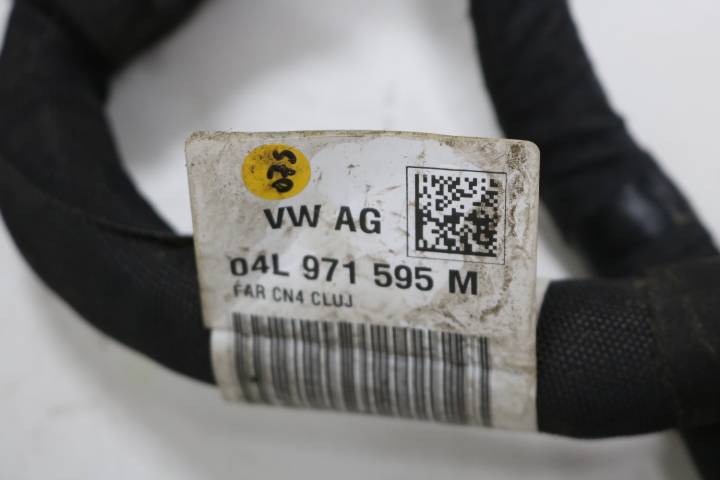 VW AG
04L 971 595 M
FAR CN4 CLUJ